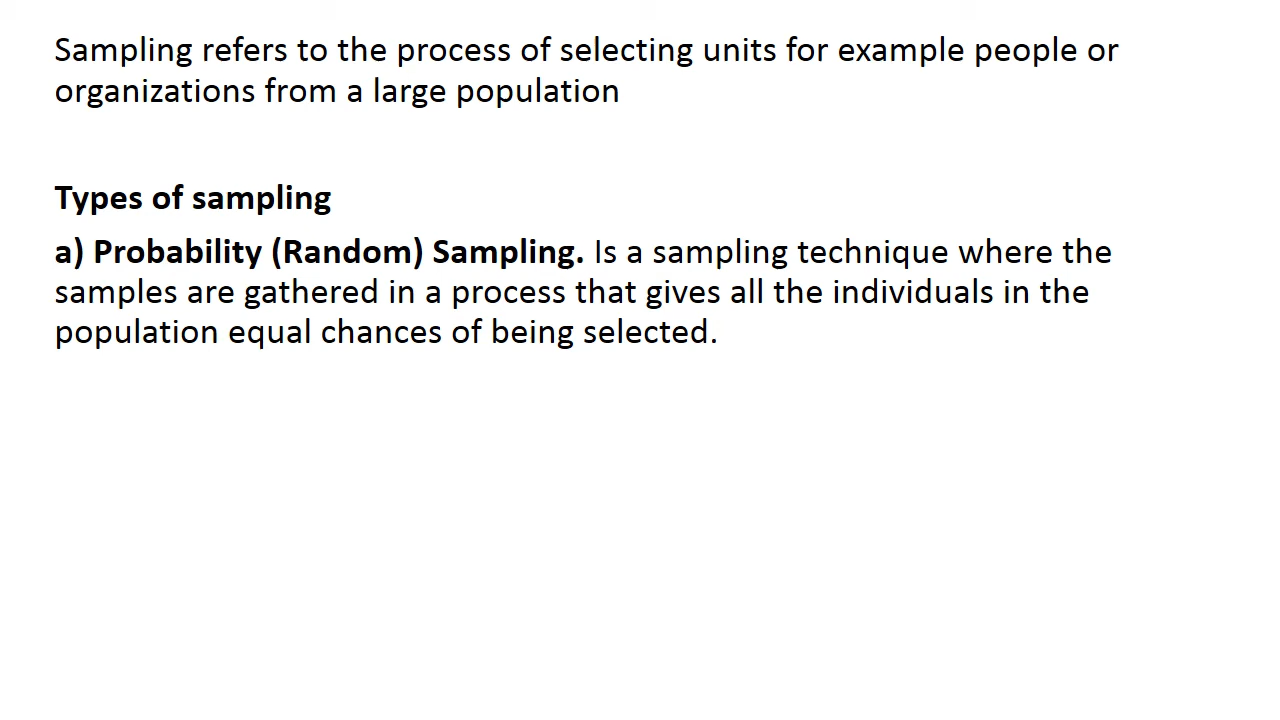 Sampling refers to the process of selecting units for example people or
organizations from a large population
Types of sampling
a) Probability (Random) Sampling. Is a sampling technique where the
samples are gathered in a process that gives all the individuals in the
population equal chances of being selected.